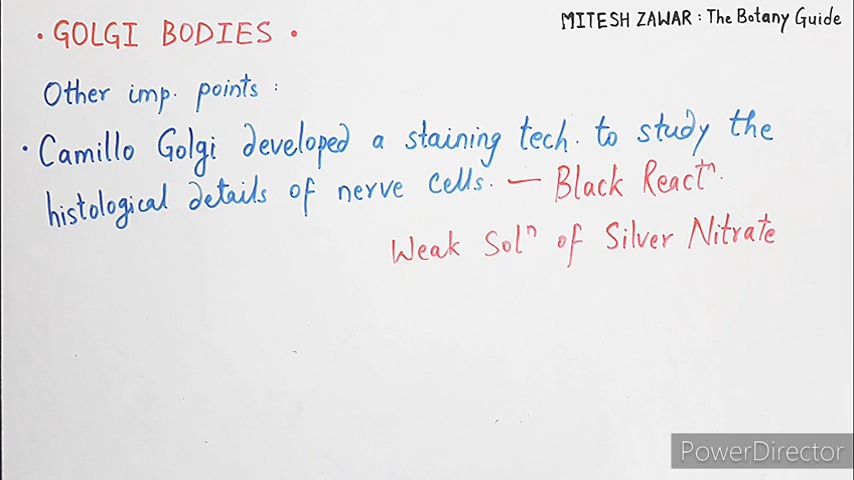 MITESH ZAWAR : The Botany Guide
• GOLGI BODIES •
Other imp. points :
• Camillo Golgi developed a staining tech. to study the
histological details of nerve cells. — Black Reactⁿ.
Weak Solⁿ of Silver Nitrate
PowerDirector